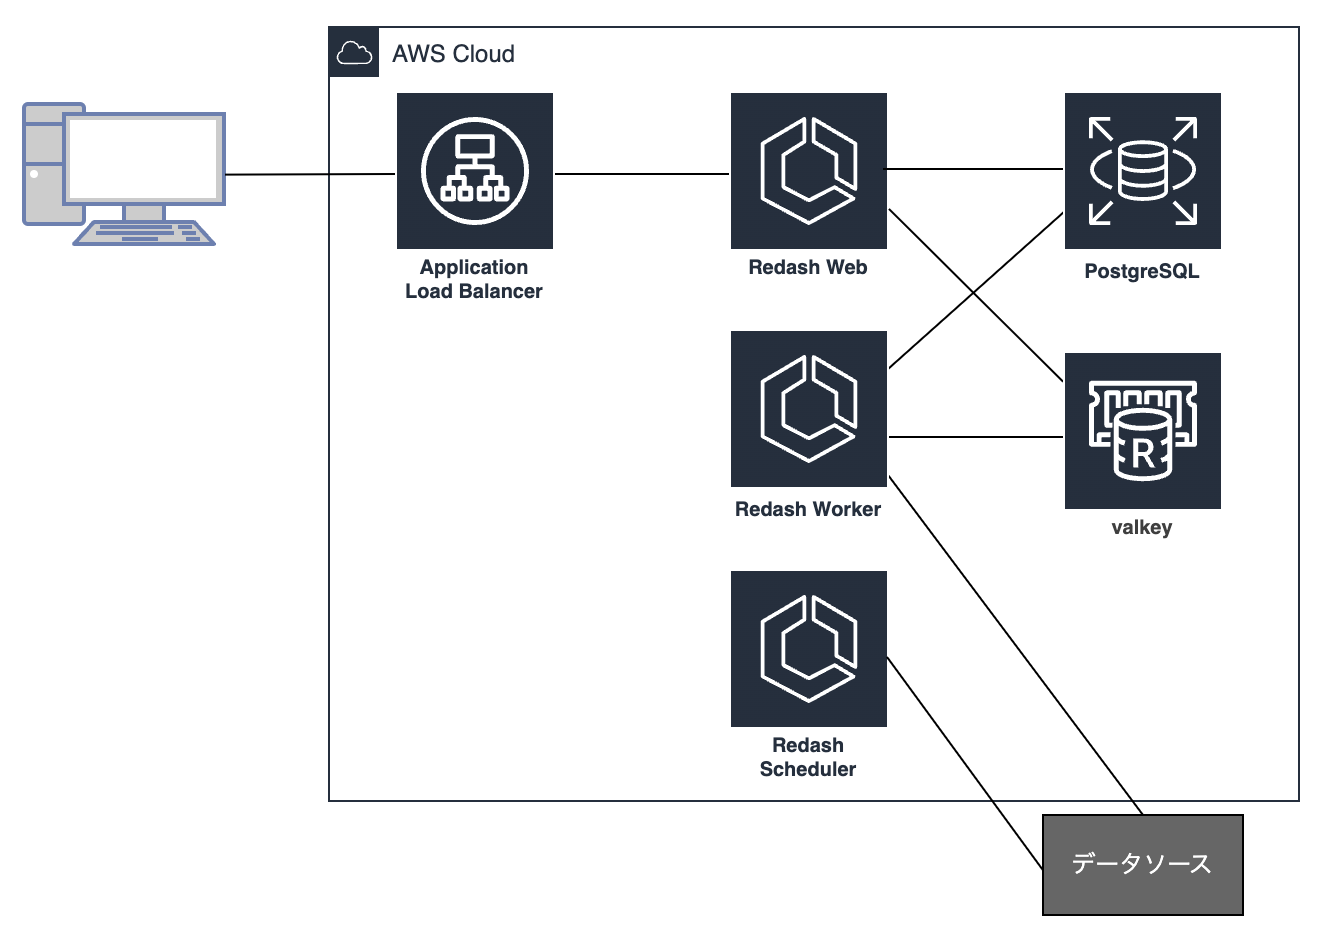 AWS Cloud
Application
Load Balancer
Redash Web
PostgreSQL
Redash Worker
R
valkey
Redash
Scheduler
データソース